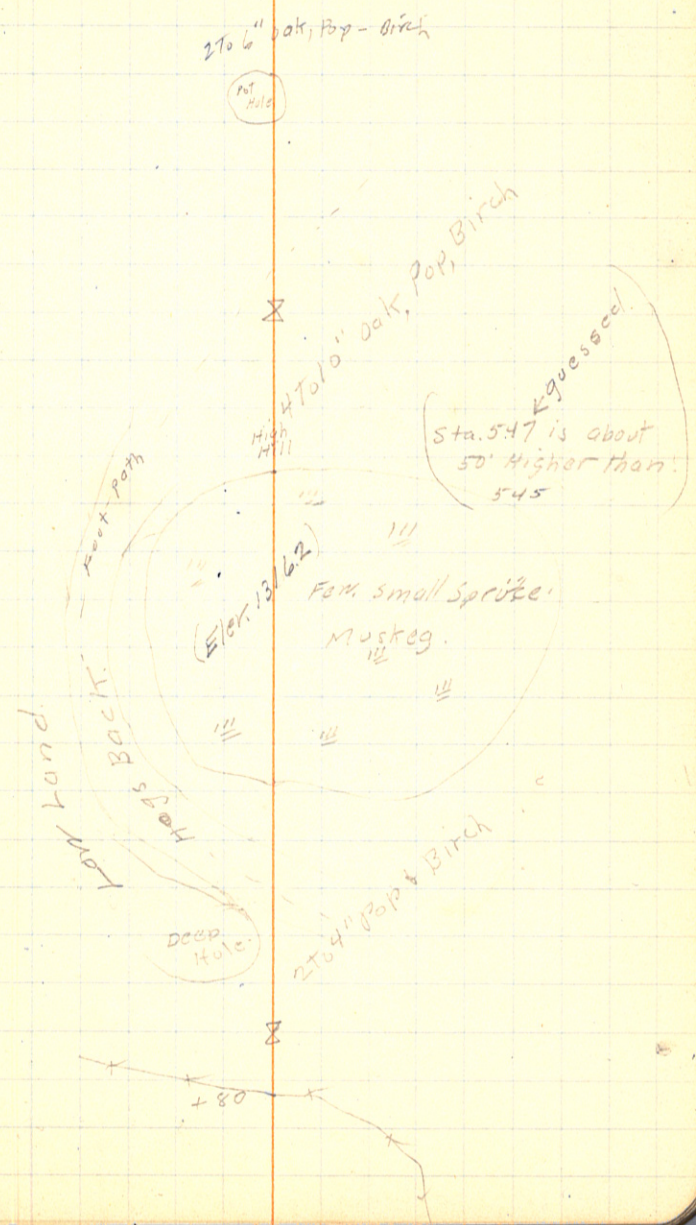 2 To 6" Oak, Pop - Birch
Pot
Hole
4 To 10" Oak, Pop, Birch
High
Hill
guessed.
Sta. 547 is about
50' Higher than
545
Foot-path
(Elev. 1316.2)
Few small Spruce.
Muskeg.
Hogs Back.
Low Land
2 To 4" Pop & Birch
Deep
Hole.
+80